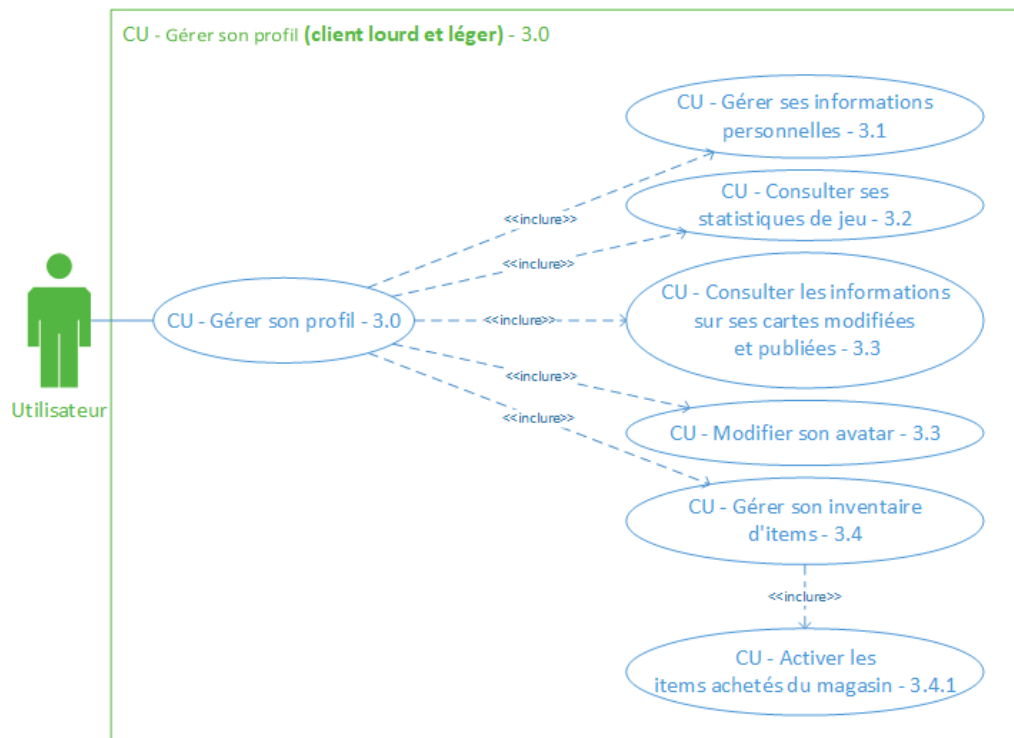 CU - Gérer son profil (client lourd et léger) - 3.0
CU - Gérer ses informations
personnelles - 3.1
CU - Consulter ses
statistiques de jeu - 3.2
<<inclure>>
<<inclure>>
CU - Gérer son profil - 3.0
<<inclure>>
CU - Consulter les informations
sur ses cartes modifiées
et publiées - 3.3
<<inclure>>
Utilisateur
<<inclure>>
CU - Modifier son avatar - 3.3
CU - Gérer son inventaire
d'items - 3.4
<<inclure>>
CU - Activer les
items achetés du magasin - 3.4.1